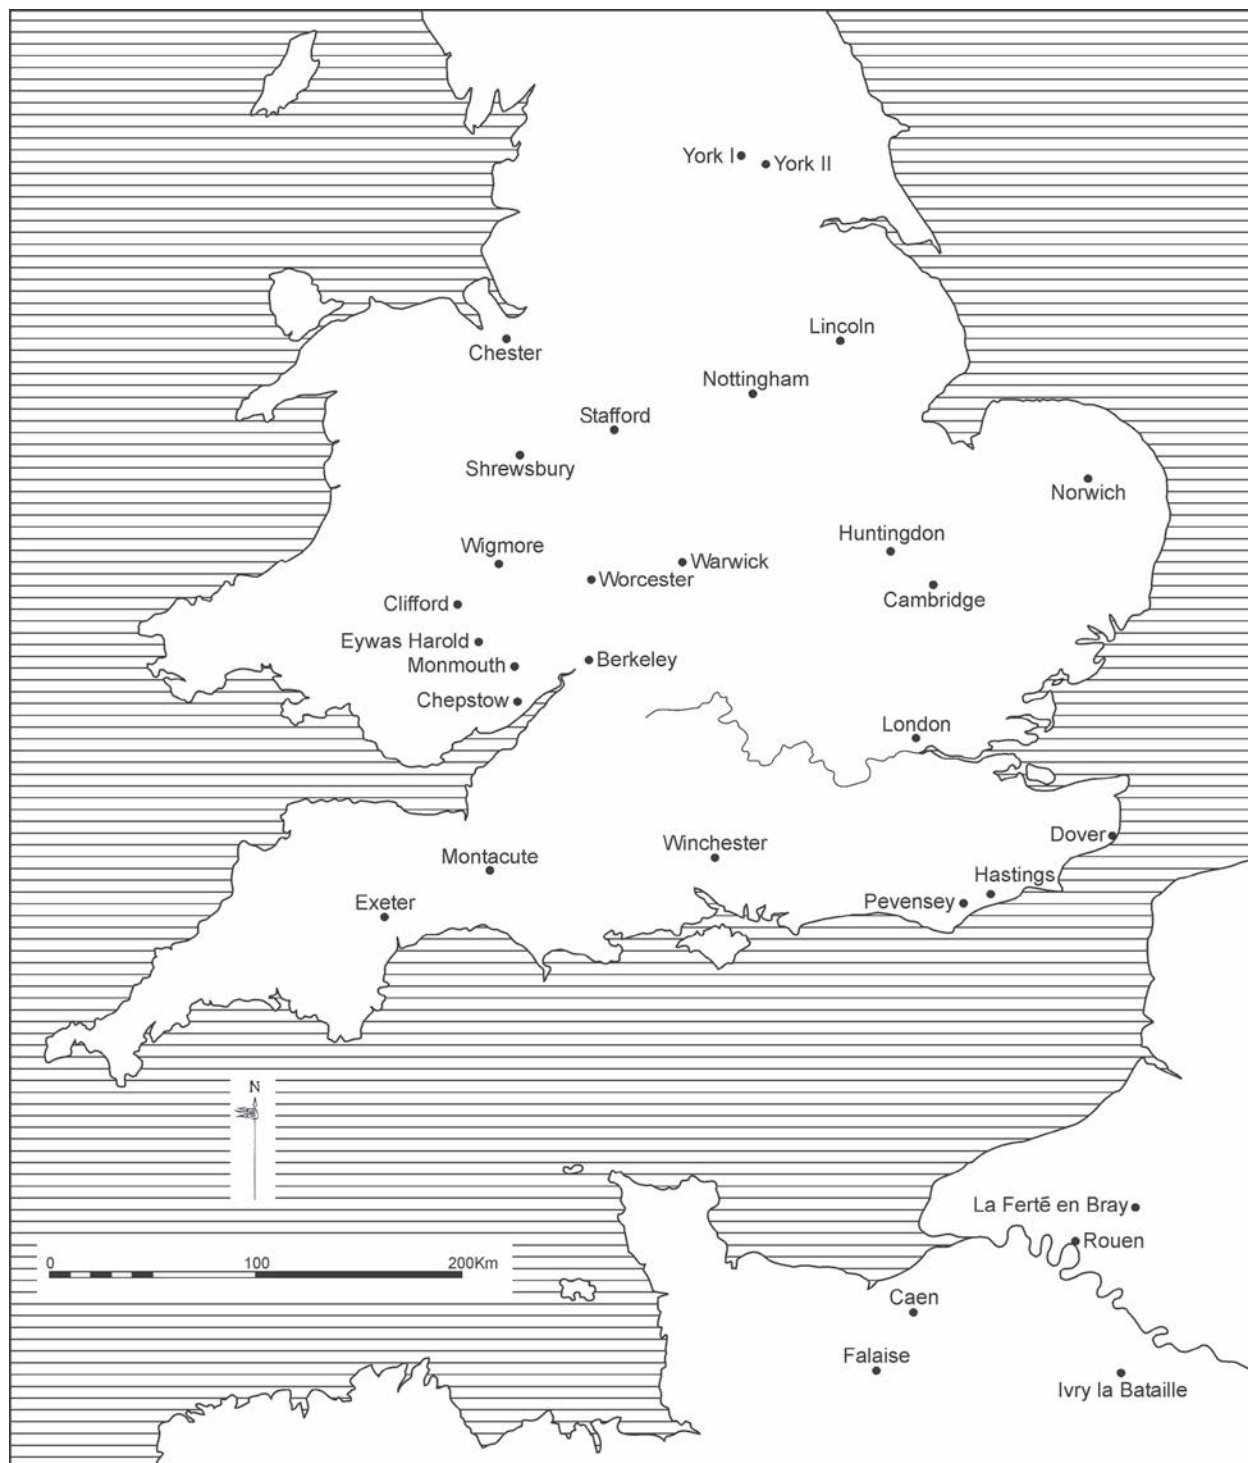 York I
York II
Lincoln
Chester
Nottingham
Stafford
Shrewsbury
Norwich
Huntingdon
Wigmore
Warwick
Worcester
Cambridge
Clifford
Eywas Harold
Berkeley
Monmouth
Chepstow
London
Dover
Winchester
Montacute
Hastings
Exeter
Pevensey
N
La Ferté en Bray
Rouen
0 100 200Km
Caen
Falaise
Ivry la Bataille